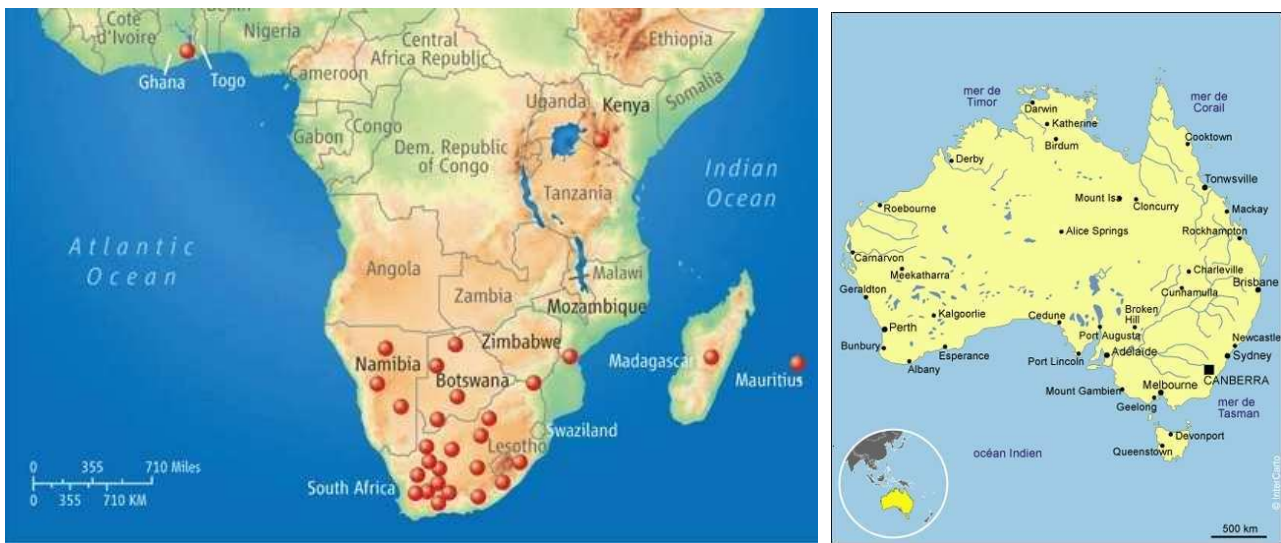 Cote
d'Ivoire
Nigeria
Ghana
Togo
Cameroon
Central
Africa Republic
Ethiopia
Somalia
Uganda
Kenya
Gabon
Congo
Dem. Republic
of Congo
Tanzania
Indian
Ocean
Atlantic
Ocean
Angola
Zambia
Malawi
Mozambique
Zimbabwe
Namibia
Botswana
Madagascar
Mauritius
Swaziland
Lesotho
South Africa
0 355 710 Miles
0 355 710 KM
mer de
Timor
mer de
Corail
Darwin
Katherine
Birdum
Cooktown
Derby
Tonwsville
Mount Isa
Cloncurry
Mackay
Roebourne
Alice Springs
Rockhampton
Carnarvon
Meekatharra
Charleville
Cunnamulla
Brisbane
Geraldton
Kalgoorlie
Cedune
Broken
Hill
Port Augusta
Perth
Newcastle
Bunbury
Esperance
Albany
Port Lincoln
Adelaide
Sydney
CANBERRA
Mount Gambien
Melbourne
Geelong
mer de
Tasman
Devonport
Queenstown
océan Indien
500 km
© InterCarto